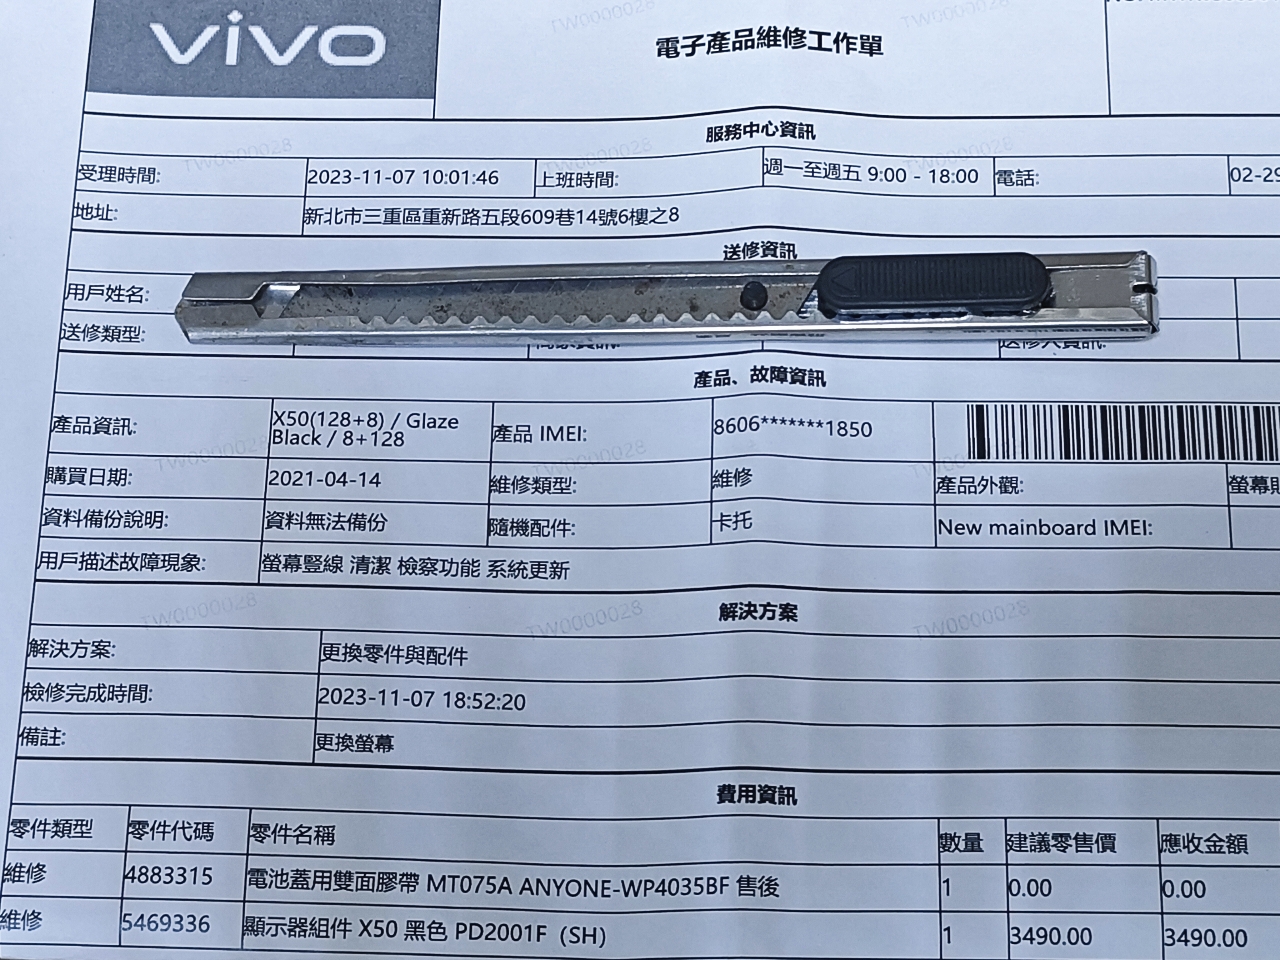 vivo
電子產品維修工作單
服務中心資訊
受理時間: 2023-11-07 10:01:46 上班時間: 週一至週五 9:00 - 18:00 電話: 02-29
地址: 新北市三重區重新路五段609巷14號6樓之8
送修資訊
用戶姓名:
送修類型:
產品、故障資訊
產品資訊: X50(128+8) / Glaze Black / 8+128 產品 IMEI: 8606*******1850
購買日期: 2021-04-14 維修類型: 維修 產品外觀: 螢幕
資料備份說明: 資料無法備份 隨機配件: 卡托 New mainboard IMEI:
用戶描述故障現象: 螢幕豎線 清潔 檢察功能 系統更新
解決方案
解決方案: 更換零件與配件
檢修完成時間: 2023-11-07 18:52:20
備註: 更換螢幕
費用資訊
零件類型 零件代碼 零件名稱 數量 建議零售價 應收金額
維修 4883315 電池蓋用雙面膠帶 MT075A ANYONE-WP4035BF 售後 1 0.00 0.00
維修 5469336 顯示器組件 X50 黑色 PD2001F（SH） 1 3490.00 3490.00
TW0000028